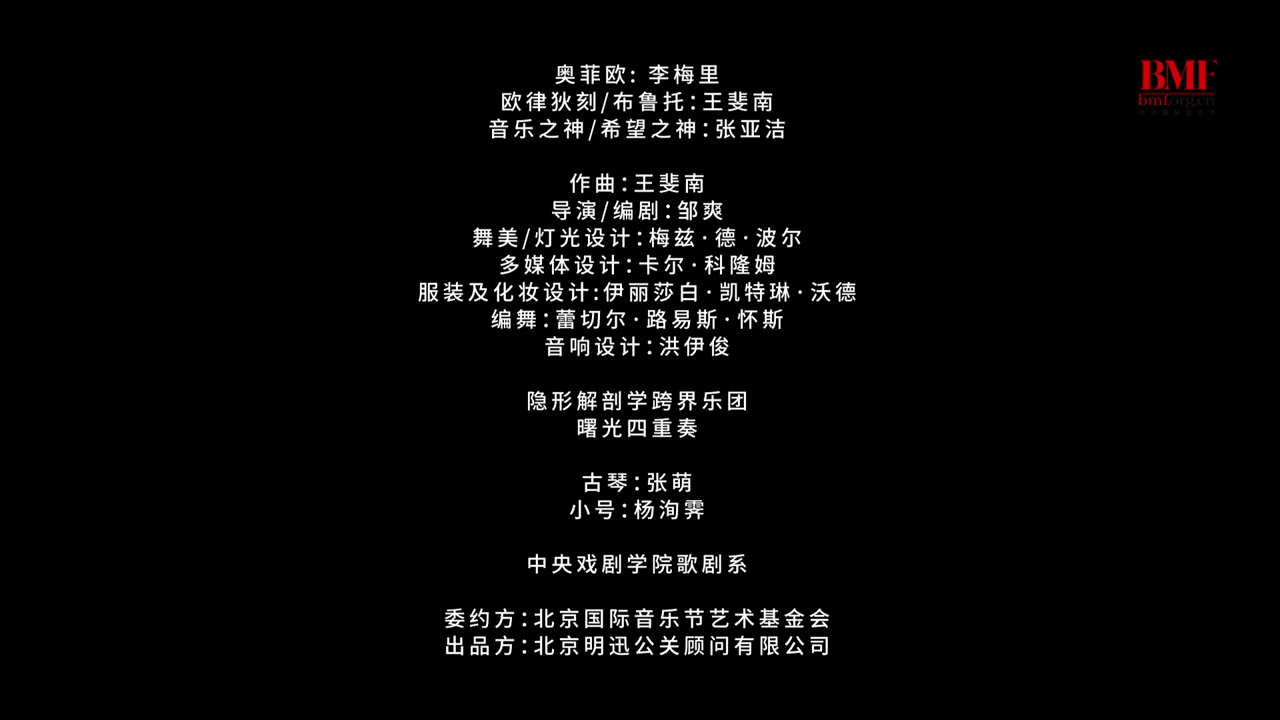 奥菲欧: 李梅里
欧律狄刻/布鲁托:王斐南
音乐之神/希望之神:张亚洁
作曲:王斐南
导演/编剧:邹爽
舞美/灯光设计:梅兹·德·波尔
多媒体设计:卡尔·科隆姆
服装及化妆设计:伊丽莎白·凯特琳·沃德
编舞:蕾切尔·路易斯·怀斯
音响设计:洪伊俊
隐形解剖学跨界乐团
曙光四重奏
古琴:张萌
小号:杨洵霁
中央戏剧学院歌剧系
委约方:北京国际音乐节艺术基金会
出品方:北京明迅公关顾问有限公司
BMF
bmf.org.cn